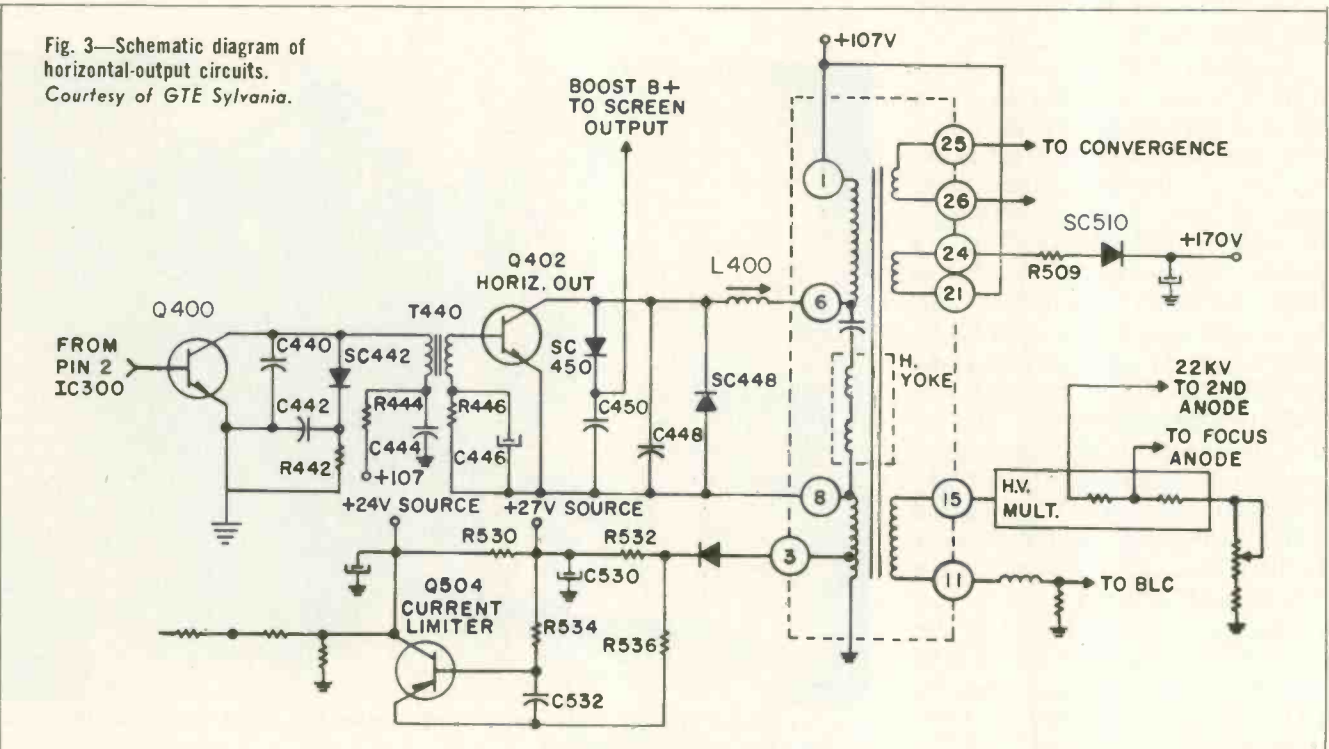 Fig. 3—Schematic diagram of
horizontal-output circuits.
Courtesy of GTE Sylvania.
+107V
BOOST B+
TO SCREEN
OUTPUT
25
TO CONVERGENCE
1
26
SC510
Q402
HORIZ. OUT
L400
24
+170V
R509
Q400
T440
6
21
FROM
PIN 2
IC300
C440
SC442
SC
450
H.
YOKE
22KV
TO 2ND
ANODE
SC448
C442
R444
R446
C450
C448
TO FOCUS
ANODE
R442
C444
C446
+107
8
15
H.V.
MULT.
+24V SOURCE
+27V SOURCE
R530
R532
3
11
TO BLC
C530
Q504
CURRENT
LIMITER
R534
R536
C532